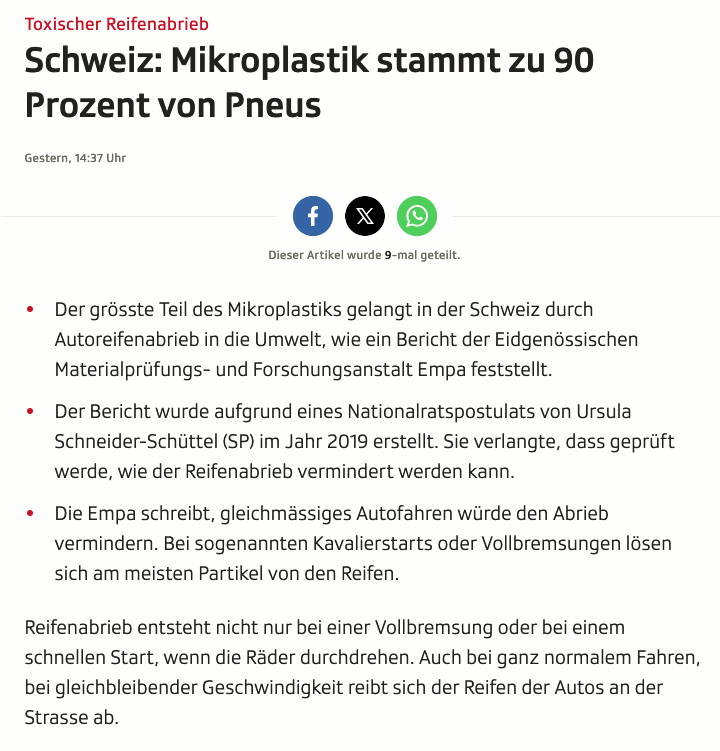 Toxischer Reifenabrieb
Schweiz: Mikroplastik stammt zu 90
Prozent von Pneus
Gestern, 14:37 Uhr
Dieser Artikel wurde 9-mal geteilt.
• Der grösste Teil des Mikroplastiks gelangt in der Schweiz durch
Autoreifenabrieb in die Umwelt, wie ein Bericht der Eidgenössischen
Materialprüfungs- und Forschungsanstalt Empa feststellt.
• Der Bericht wurde aufgrund eines Nationalratspostulats von Ursula
Schneider-Schüttel (SP) im Jahr 2019 erstellt. Sie verlangte, dass geprüft
werde, wie der Reifenabrieb vermindert werden kann.
• Die Empa schreibt, gleichmässiges Autofahren würde den Abrieb
vermindern. Bei sogenannten Kavalierstarts oder Vollbremsungen lösen
sich am meisten Partikel von den Reifen.
Reifenabrieb entsteht nicht nur bei einer Vollbremsung oder bei einem
schnellen Start, wenn die Räder durchdrehen. Auch bei ganz normalem Fahren,
bei gleichbleibender Geschwindigkeit reibt sich der Reifen der Autos an der
Strasse ab.